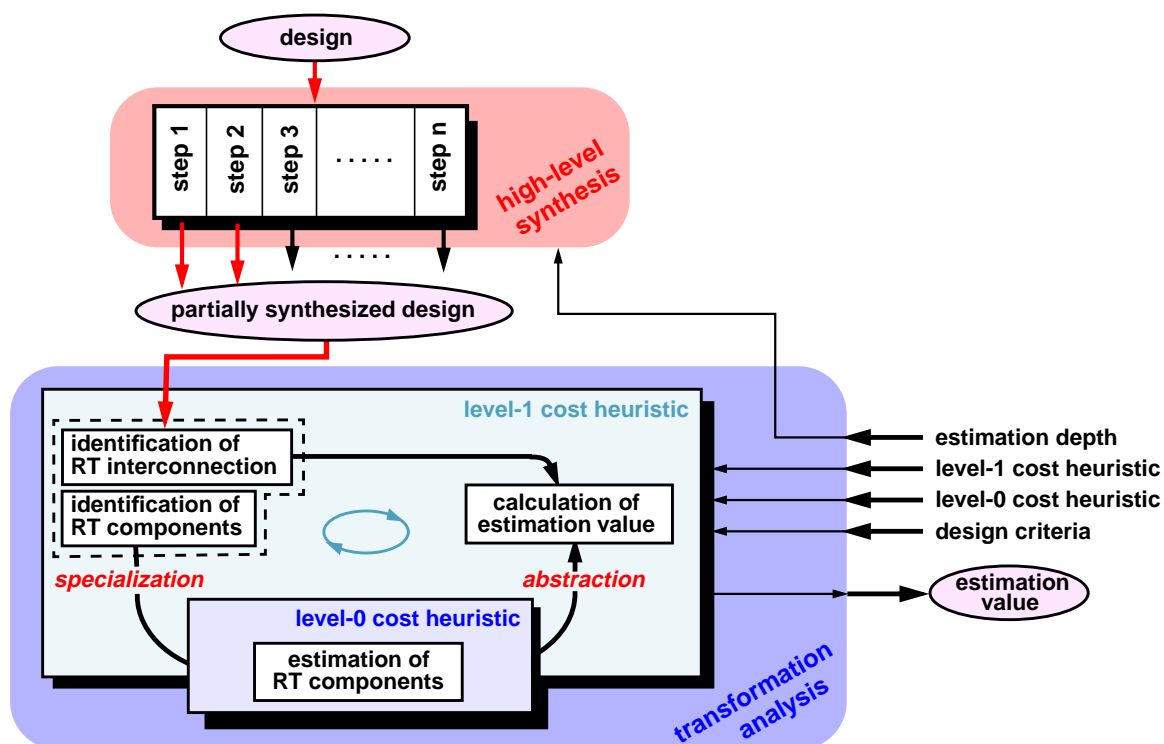 design
step 1
step 2
step 3
. . . . .
step n
high-level
synthesis
. . . . .
partially synthesized design
level-1 cost heuristic
identification of
RT interconnection
identification of
RT components
calculation of
estimation value
specialization
abstraction
level-0 cost heuristic
estimation of
RT components
transformation
analysis
estimation depth
level-1 cost heuristic
level-0 cost heuristic
design criteria
estimation
value